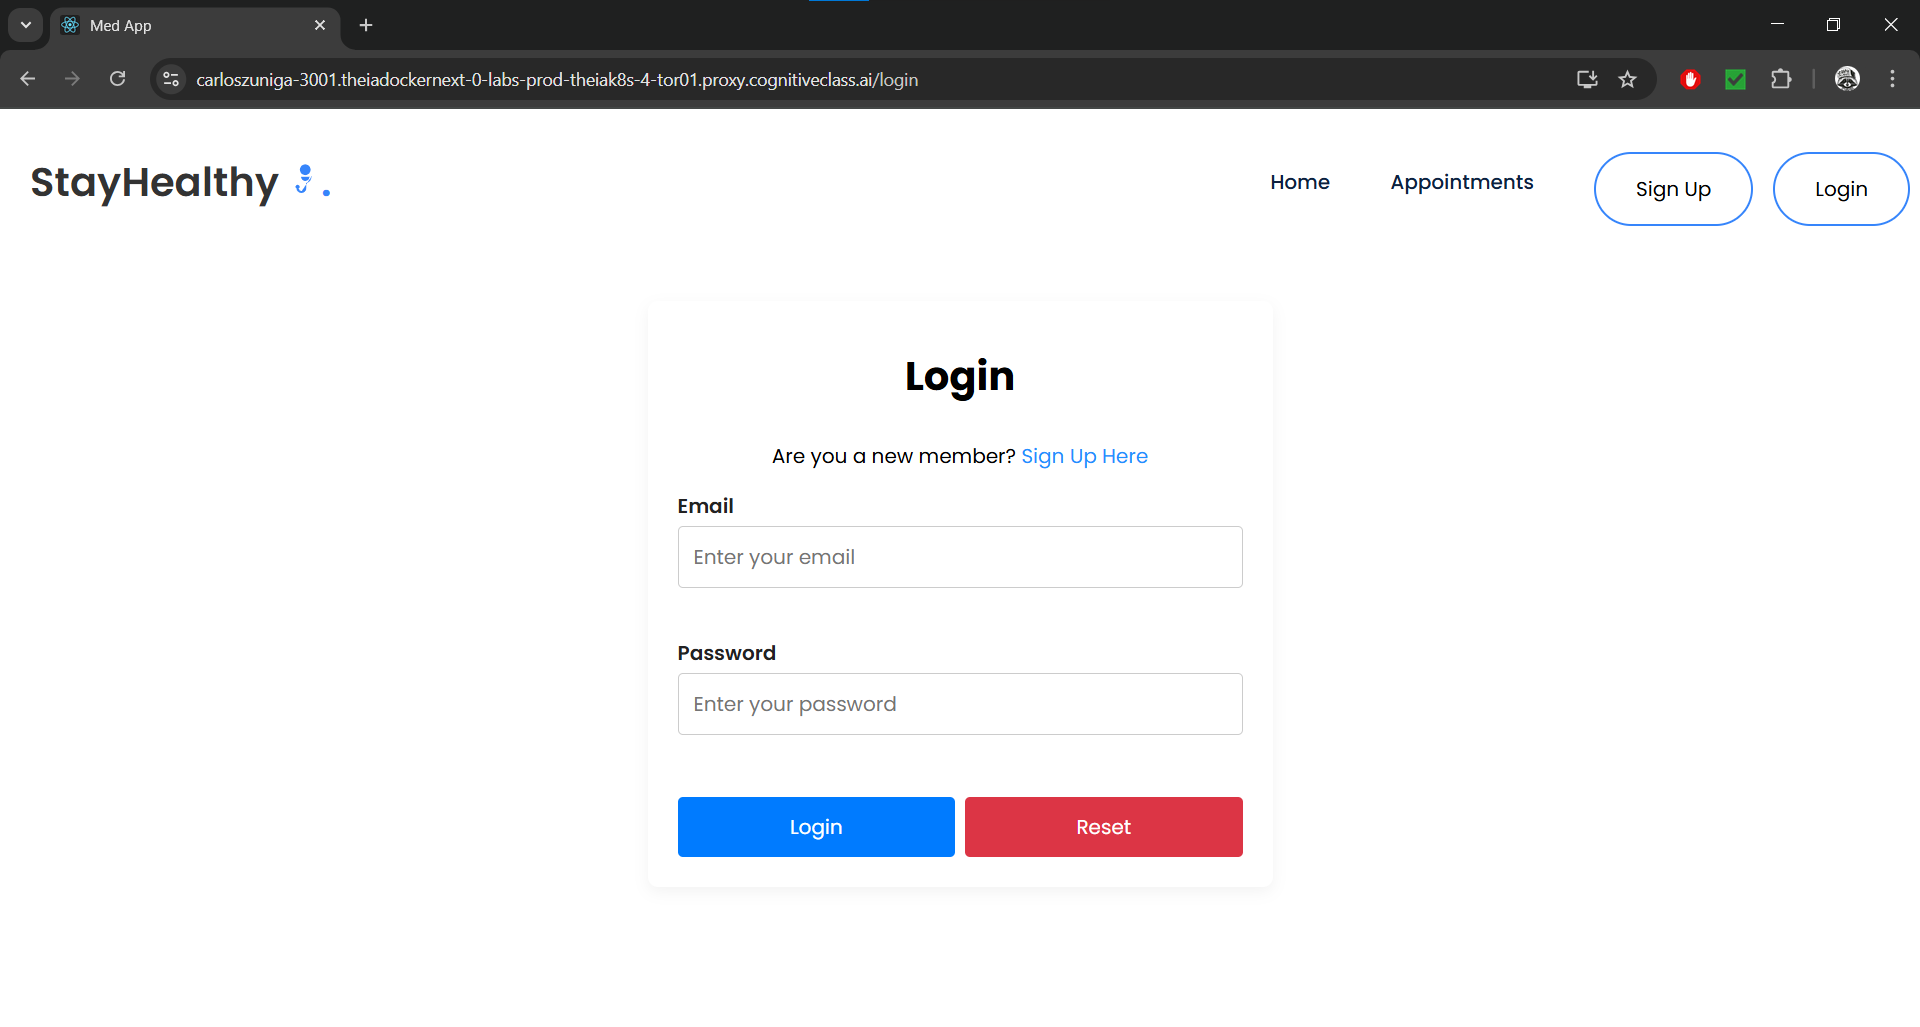 Med App
carloszuniga-3001.theiadockernext-0-labs-prod-theiak8s-4-tor01.proxy.cognitiveclass.ai/login
StayHealthy .
Home Appointments Sign Up Login
Login
Are you a new member? Sign Up Here
Email
Enter your email
Password
Enter your password
Login Reset